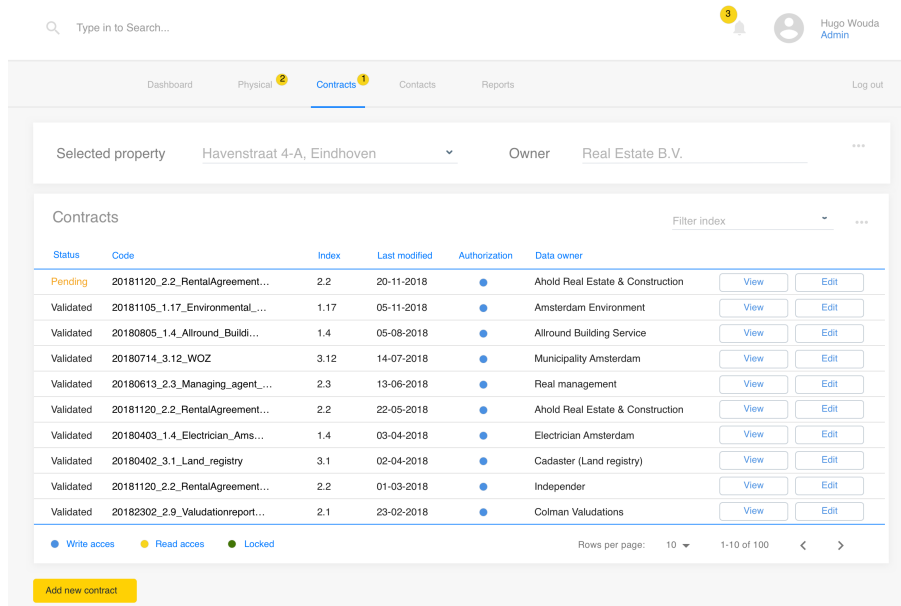 Type in to Search...
3
Hugo Wouda
Admin
Dashboard Physical 2 Contracts 1 Contacts Reports Log out
Selected property Havenstraat 4-A, Eindhoven Owner Real Estate B.V.
Contracts
Filter index
Status Code Index Last modified Authorization Data owner
Pending 20181120_2.2_RentalAgreement... 2.2 20-11-2018 Ahold Real Estate & Construction View Edit
Validated 20181105_1.17_Environmental_... 1.17 05-11-2018 Amsterdam Environment View Edit
Validated 20180805_1.4_Allround_Buildi... 1.4 05-08-2018 Allround Building Service View Edit
Validated 20180714_3.12_WOZ 3.12 14-07-2018 Municipality Amsterdam View Edit
Validated 20180613_2.3_Managing_agent_... 2.3 13-06-2018 Real management View Edit
Validated 20181120_2.2_RentalAgreement... 2.2 22-05-2018 Ahold Real Estate & Construction View Edit
Validated 20180403_1.4_Electrician_Ams... 1.4 03-04-2018 Electrician Amsterdam View Edit
Validated 20180402_3.1_Land_registry 3.1 02-04-2018 Cadaster (Land registry) View Edit
Validated 20181120_2.2_RentalAgreement... 2.2 01-03-2018 Independer View Edit
Validated 20182302_2.9_Valudationreport... 2.1 23-02-2018 Colman Valudations View Edit
Write acces Read acces Locked Rows per page: 10 1-10 of 100
Add new contract